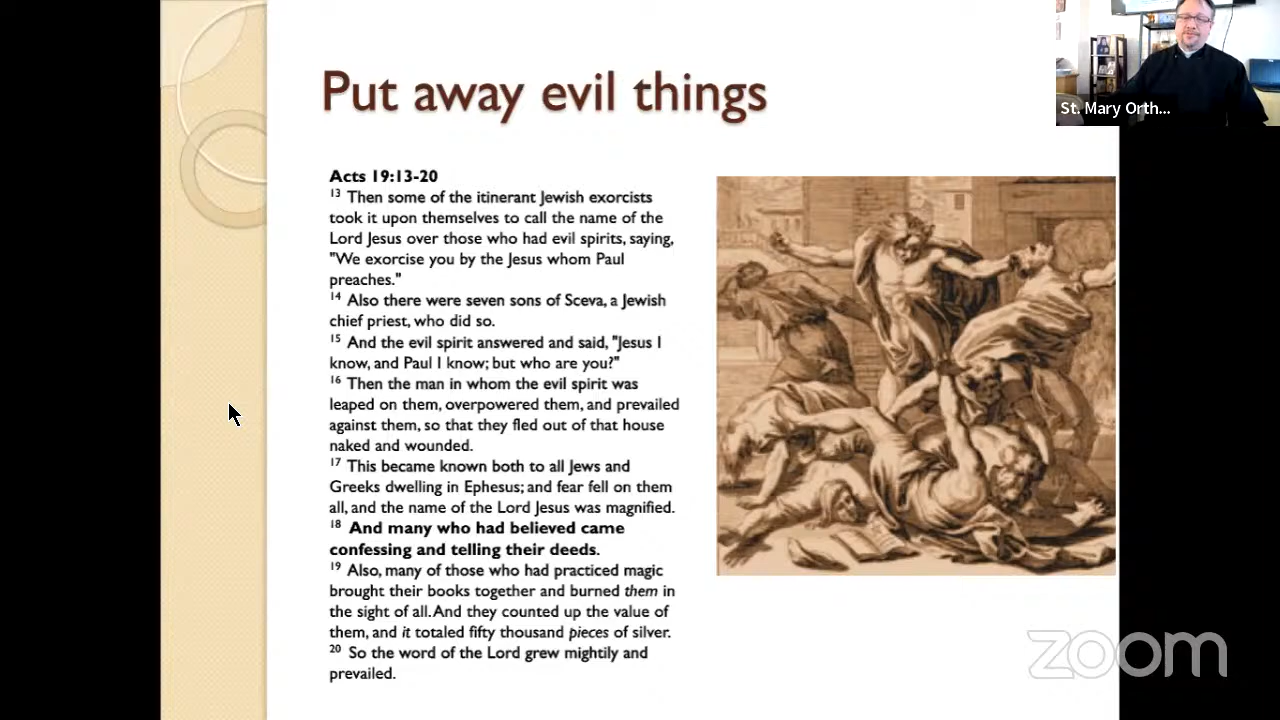 Put away evil things
St. Mary Orth...
Acts 19:13-20
13 Then some of the itinerant Jewish exorcists
took it upon themselves to call the name of the
Lord Jesus over those who had evil spirits, saying,
"We exorcise you by the Jesus whom Paul
preaches."
14 Also there were seven sons of Sceva, a Jewish
chief priest, who did so.
15 And the evil spirit answered and said, "Jesus I
know, and Paul I know; but who are you?"
16 Then the man in whom the evil spirit was
leaped on them, overpowered them, and prevailed
against them, so that they fled out of that house
naked and wounded.
17 This became known both to all Jews and
Greeks dwelling in Ephesus; and fear fell on them
all, and the name of the Lord Jesus was magnified.
18 And many who had believed came
confessing and telling their deeds.
19 Also, many of those who had practiced magic
brought their books together and burned them in
the sight of all. And they counted up the value of
them, and it totaled fifty thousand pieces of silver.
20 So the word of the Lord grew mightily and
prevailed.
zoom